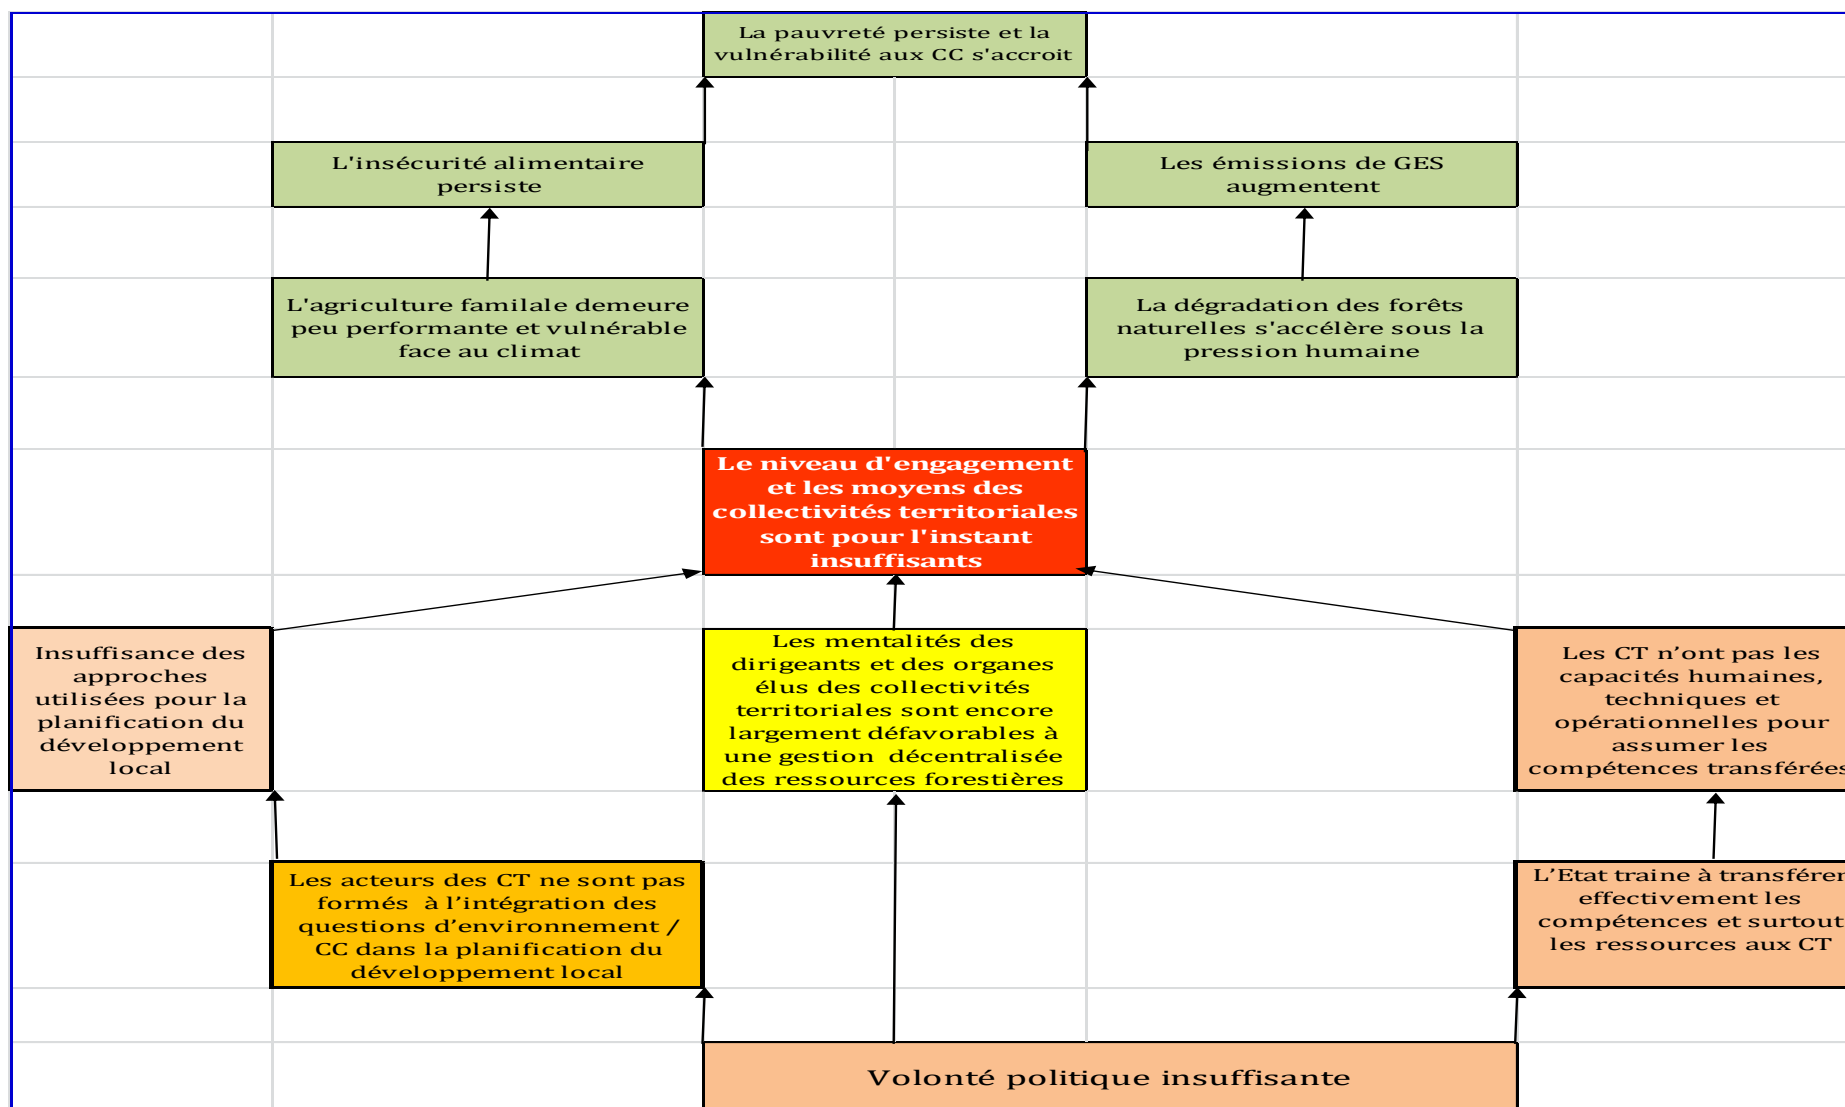 La pauvreté persiste et la
vulnérabilité aux CC s'accroit
L'insécurité alimentaire
persiste
Les émissions de GES
augmentent
L'agriculture familale demeure
peu performante et vulnérable
face au climat
La dégradation des forêts
naturelles s'accélère sous la
pression humaine
Le niveau d'engagement
et les moyens des
collectivités territoriales
sont pour l'instant
insuffisants
Insuffisance des
approches
utilisées pour la
planification du
développement
local
Les mentalités des
dirigeants et des organes
élus des collectivités
territoriales sont encore
largement défavorables à
une gestion décentralisée
des ressources forestières
Les CT n’ont pas les
capacités humaines,
techniques et
opérationnelles pour
assumer les
compétences transférées
Les acteurs des CT ne sont pas
formés à l’intégration des
questions d’environnement /
CC dans la planification du
développement local
L’Etat traine à transférer
effectivement les
compétences et surtout
les ressources aux CT
Volonté politique insuffisante